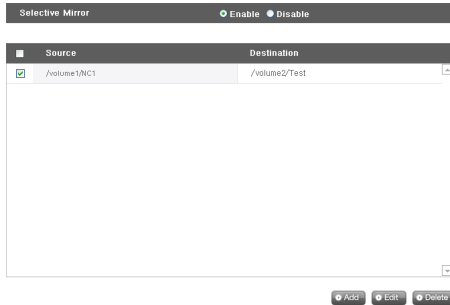 Selective Mirror Enable Disable
Source Destination
/volume1/NC1 /volume2/Test
Add Edit Delete